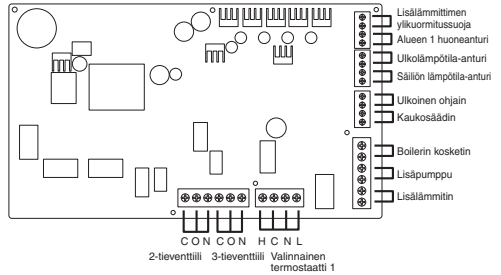 Lisälämmittimen
ylikuormitussuoja
Alueen 1 huoneanturi
Ulkolämpötila-anturi
Säiliön lämpötila-anturi
Ulkoinen ohjain
Kaukosäädin
Boilerin kosketin
Lisäpumppu
Lisälämmitin
C O N C O N H C N L
2-tieventtiili 3-tieventtiili Valinnainen
termostaatti 1